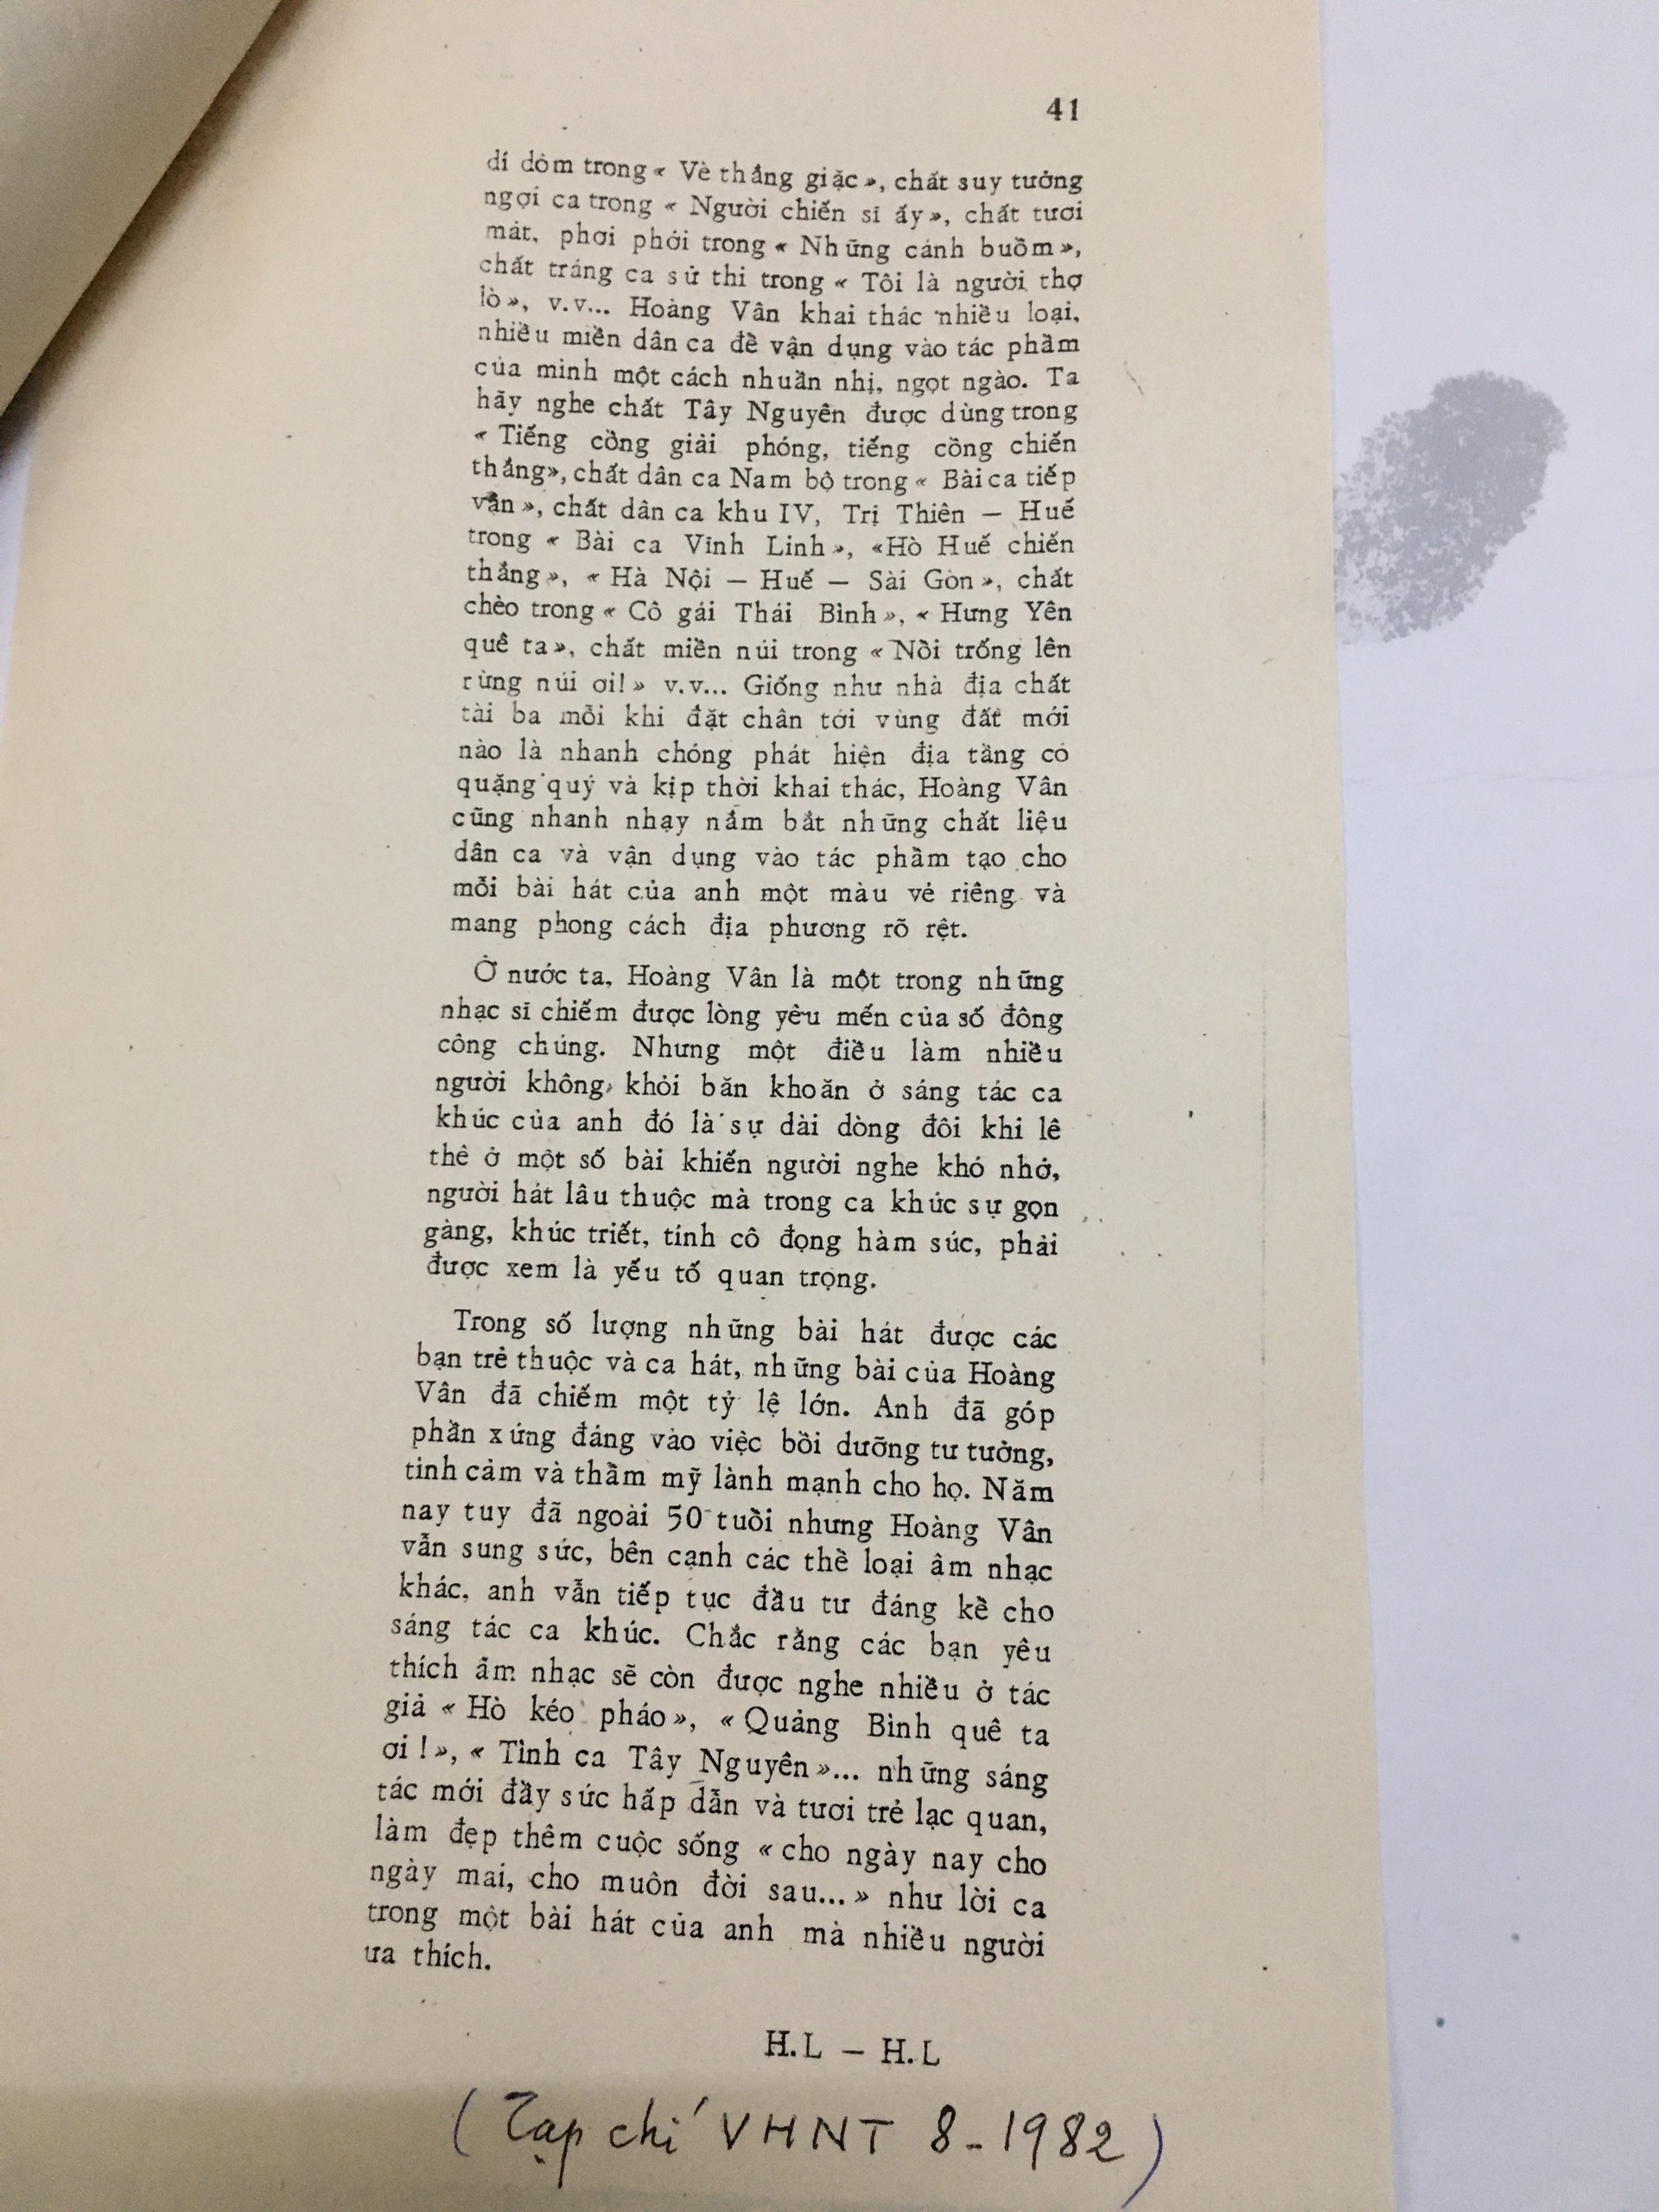 41
dí dỏm trong « Vè thắng giặc », chất suy tưởng
ngợi ca trong « Người chiến sĩ ấy », chất tươi
mát, phơi phới trong « Những cánh buồm »,
chất tráng ca sử thi trong « Tôi là người thợ
lò », v.v... Hoàng Vân khai thác nhiều loại,
nhiều miền dân ca để vận dụng vào tác phẩm
của mình một cách nhuần nhị, ngọt ngào. Ta
hãy nghe chất Tây Nguyên được dùng trong
« Tiếng cồng giải phóng, tiếng cồng chiến
thắng», chất dân ca Nam bộ trong « Bài ca tiếp
vận », chất dân ca khu IV, Trị Thiên — Huế
trong « Bài ca Vĩnh Linh », «Hò Huế chiến
thắng », « Hà Nội — Huế — Sài Gòn », chất
chèo trong « Cô gái Thái Bình », « Hưng Yên
quê ta », chất miền núi trong « Nổi trống lên
rừng núi ơi! » v.v... Giống như nhà địa chất
tài ba mỗi khi đặt chân tới vùng đất mới
nào là nhanh chóng phát hiện địa tầng có
quặng quý và kịp thời khai thác, Hoàng Vân
cũng nhanh nhạy nắm bắt những chất liệu
dân ca và vận dụng vào tác phẩm tạo cho
mỗi bài hát của anh một màu vẻ riêng và
mang phong cách địa phương rõ rệt.
Ở nước ta, Hoàng Vân là một trong những
nhạc sĩ chiếm được lòng yêu mến của số đông
công chúng. Nhưng một điều làm nhiều
người không khỏi băn khoăn ở sáng tác ca
khúc của anh đó là sự dài dòng đôi khi lê
thê ở một số bài khiến người nghe khó nhớ,
người hát lâu thuộc mà trong ca khúc sự gọn
gàng, khúc triết, tính cô đọng hàm súc, phải
được xem là yếu tố quan trọng.
Trong số lượng những bài hát được các
bạn trẻ thuộc và ca hát, những bài của Hoàng
Vân đã chiếm một tỷ lệ lớn. Anh đã góp
phần xứng đáng vào việc bồi dưỡng tư tưởng,
tình cảm và thẩm mỹ lành mạnh cho họ. Năm
nay tuy đã ngoài 50 tuổi nhưng Hoàng Vân
vẫn sung sức, bên cạnh các thể loại âm nhạc
khác, anh vẫn tiếp tục đầu tư đáng kể cho
sáng tác ca khúc. Chắc rằng các bạn yêu
thích âm nhạc sẽ còn được nghe nhiều ở tác
giả « Hò kéo pháo », « Quảng Bình quê ta
ơi ! », « Tình ca Tây Nguyên »... những sáng
tác mới đầy sức hấp dẫn và tươi trẻ lạc quan,
làm đẹp thêm cuộc sống « cho ngày nay cho
ngày mai, cho muôn đời sau... » như lời ca
trong một bài hát của anh mà nhiều người
ưa thích.
H.L — H.L
(Tạp chí VHNT 8-1982)